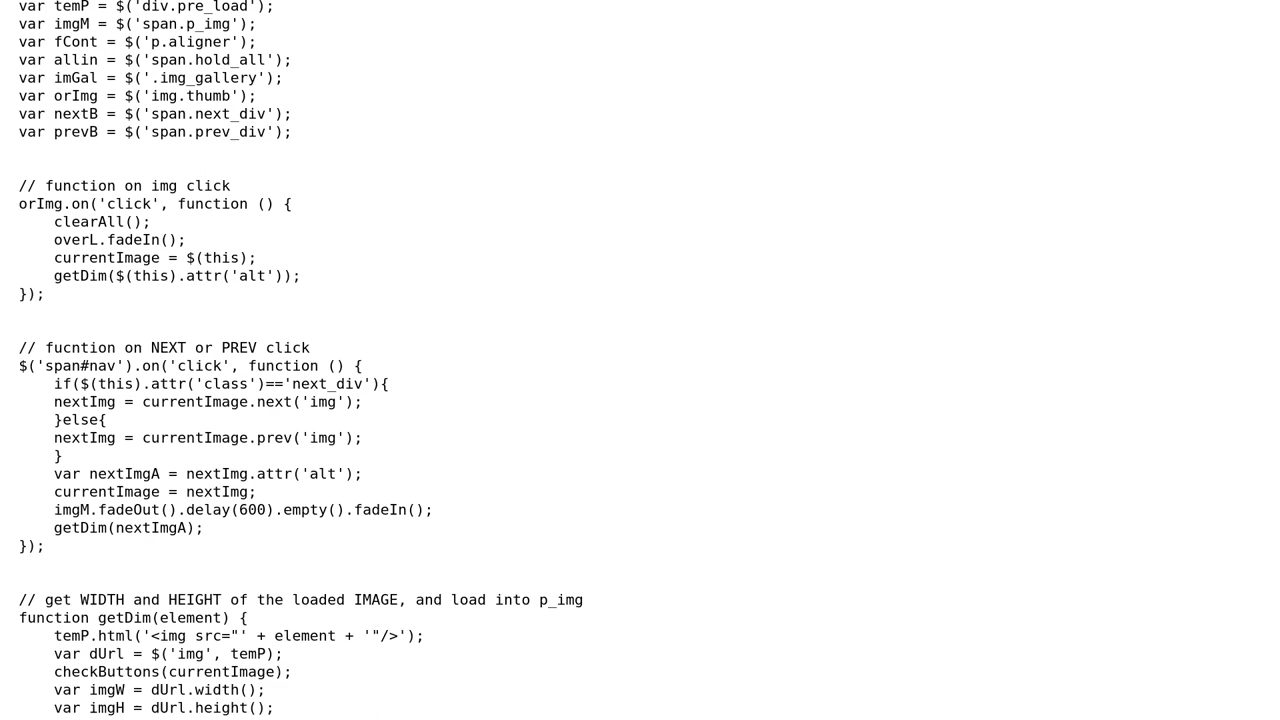 var temP = $('div.pre_load');
var imgM = $('span.p_img');
var fCont = $('p.aligner');
var allin = $('span.hold_all');
var imGal = $('.img_gallery');
var orImg = $('img.thumb');
var nextB = $('span.next_div');
var prevB = $('span.prev_div');
// function on img click
orImg.on('click', function () {
    clearAll();
    overL.fadeIn();
    currentImage = $(this);
    getDim($(this).attr('alt'));
});
// fucntion on NEXT or PREV click
$('span#nav').on('click', function () {
    if($(this).attr('class')=='next_div'){
    nextImg = currentImage.next('img');
    }else{
    nextImg = currentImage.prev('img');
    }
    var nextImgA = nextImg.attr('alt');
    currentImage = nextImg;
    imgM.fadeOut().delay(600).empty().fadeIn();
    getDim(nextImgA);
});
// get WIDTH and HEIGHT of the loaded IMAGE, and load into p_img
function getDim(element) {
    temP.html('<img src="' + element + '"/>');
    var dUrl = $('img', temP);
    checkButtons(currentImage);
    var imgW = dUrl.width();
    var imgH = dUrl.height();